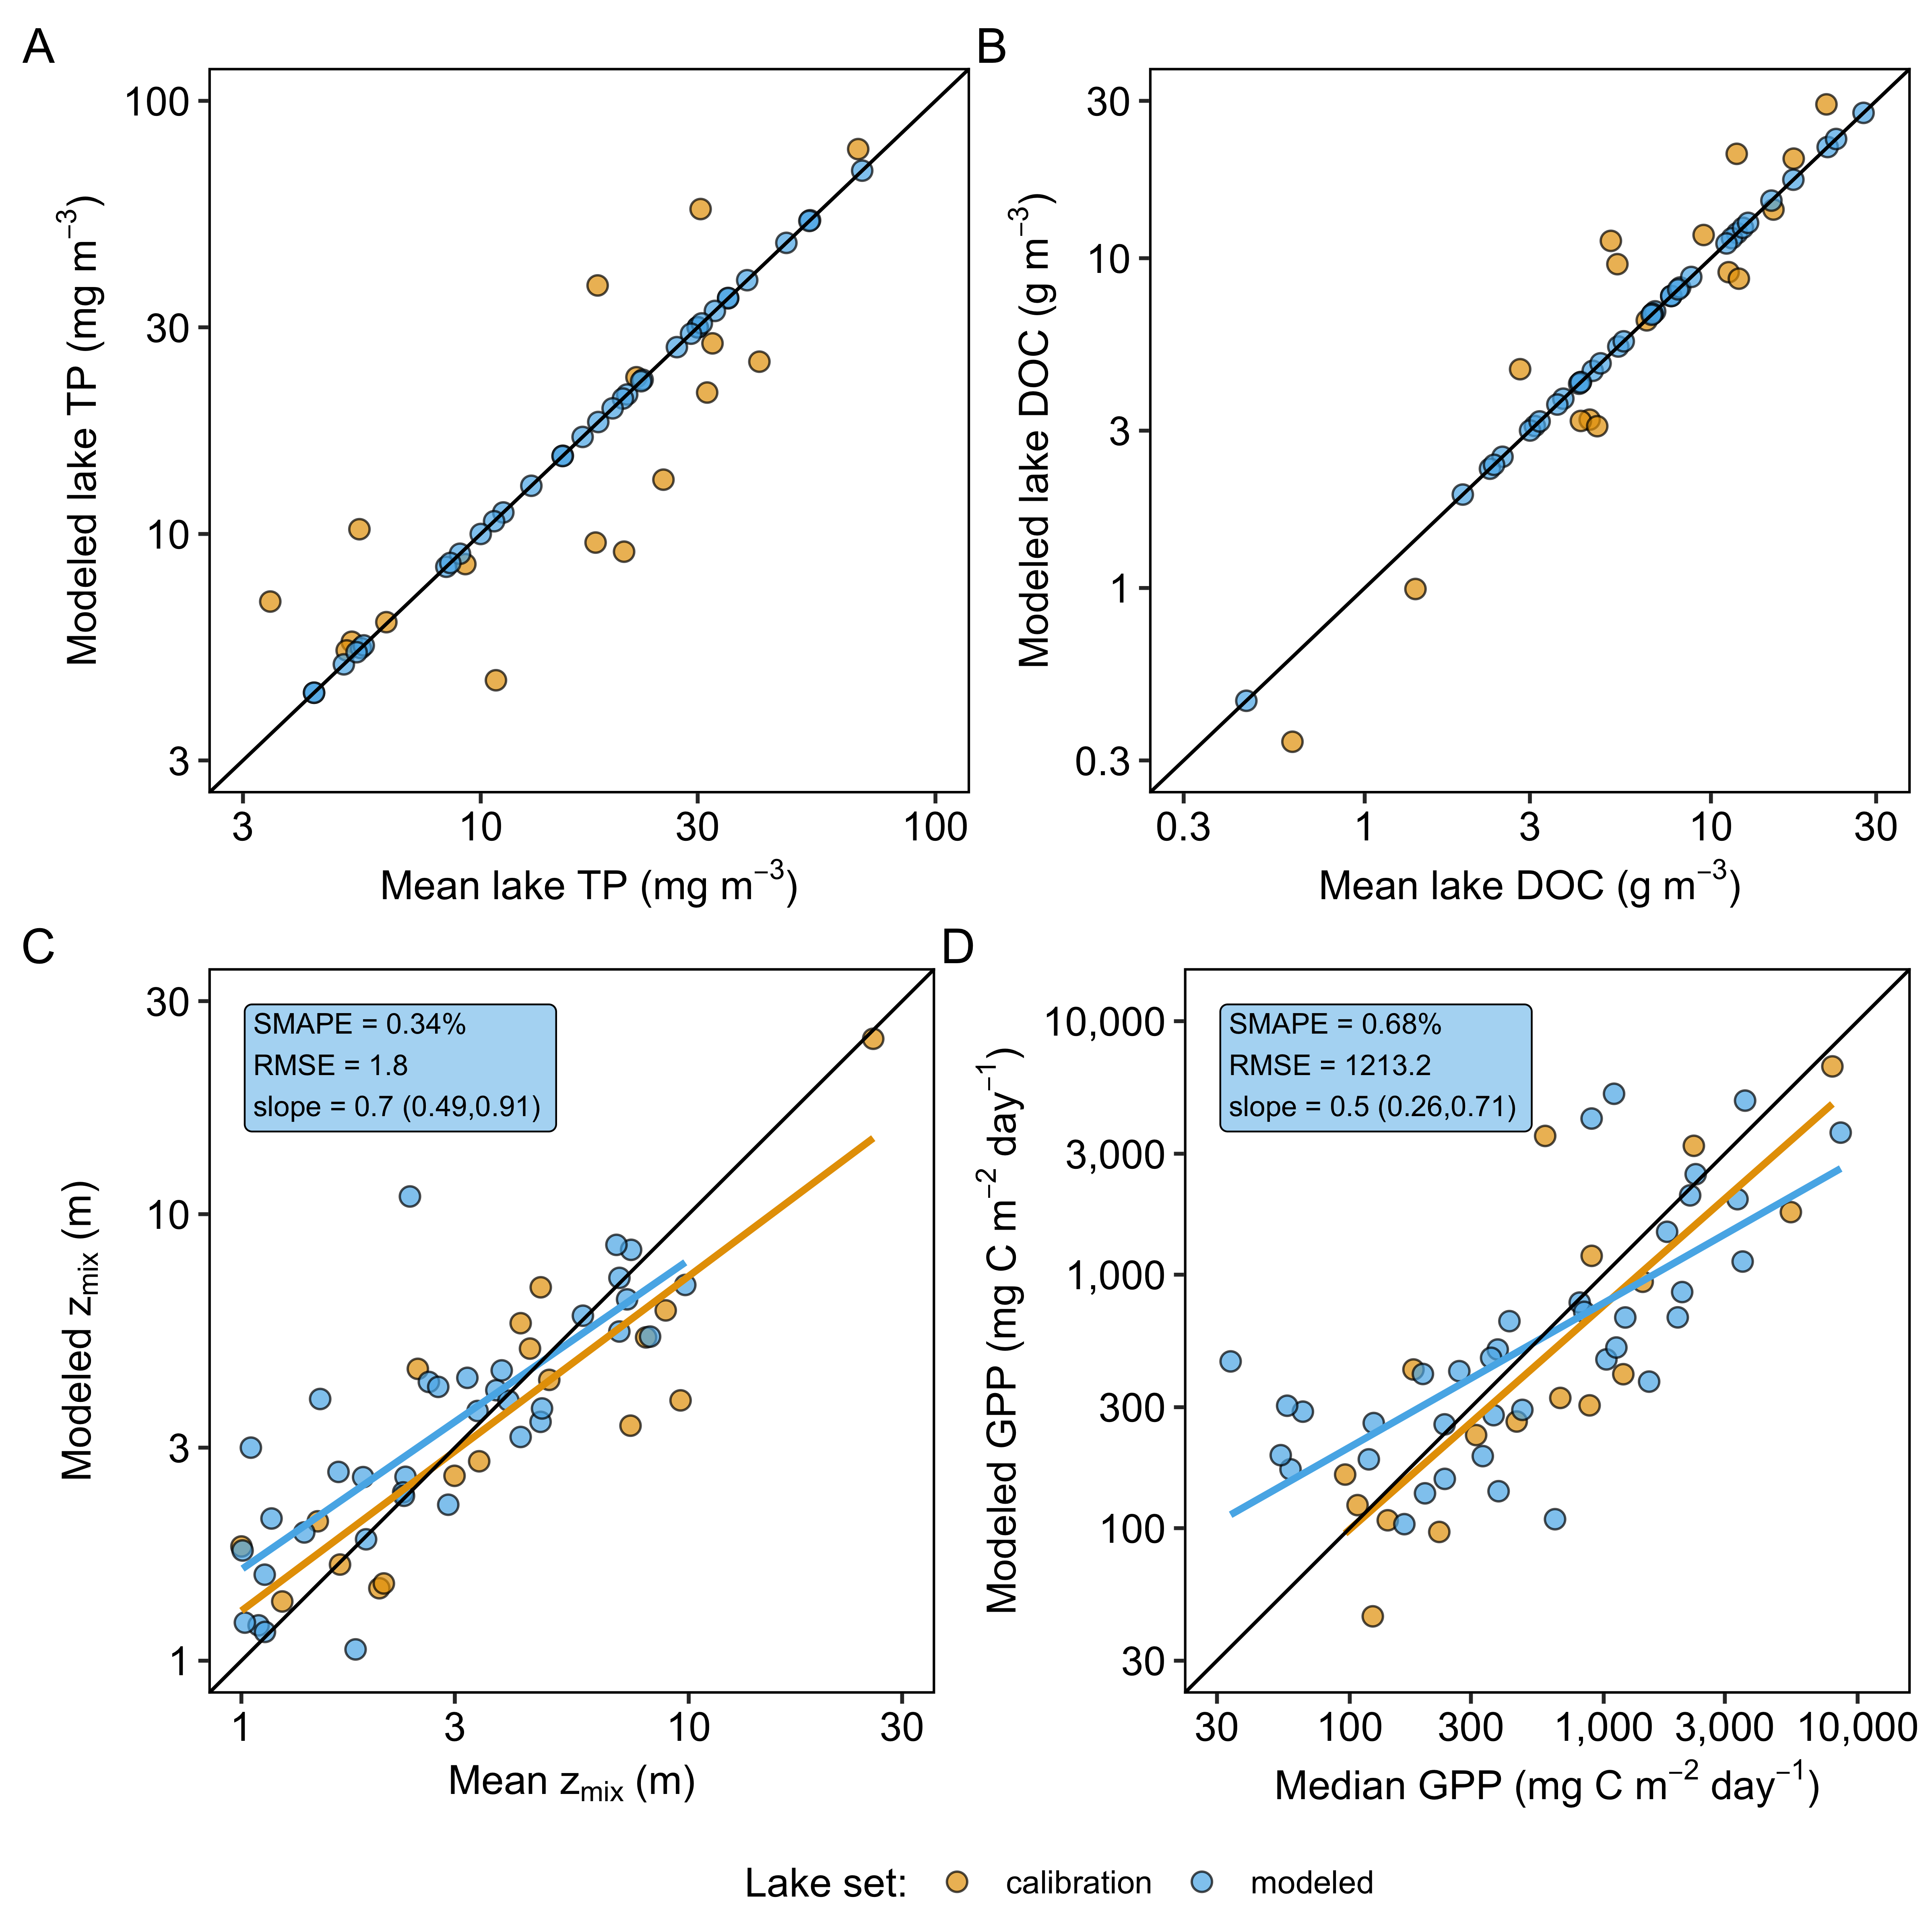 A
Modeled lake TP (mg m⁻³)
100
30
10
3
3 10 30 100
Mean lake TP (mg m⁻³)
B
Modeled lake DOC (g m⁻³)
30
10
3
1
0.3
0.3 1 3 10 30
Mean lake DOC (g m⁻³)
C
Modeled zmix (m)
30
10
3
1
SMAPE = 0.34%
RMSE = 1.8
slope = 0.7 (0.49,0.91)
1 3 10 30
Mean zmix (m)
D
Modeled GPP (mg C m⁻² day⁻¹)
10,000
3,000
1,000
300
100
30
SMAPE = 0.68%
RMSE = 1213.2
slope = 0.5 (0.26,0.71)
30 100 300 1,000 3,000 10,000
Median GPP (mg C m⁻² day⁻¹)
Lake set: calibration modeled